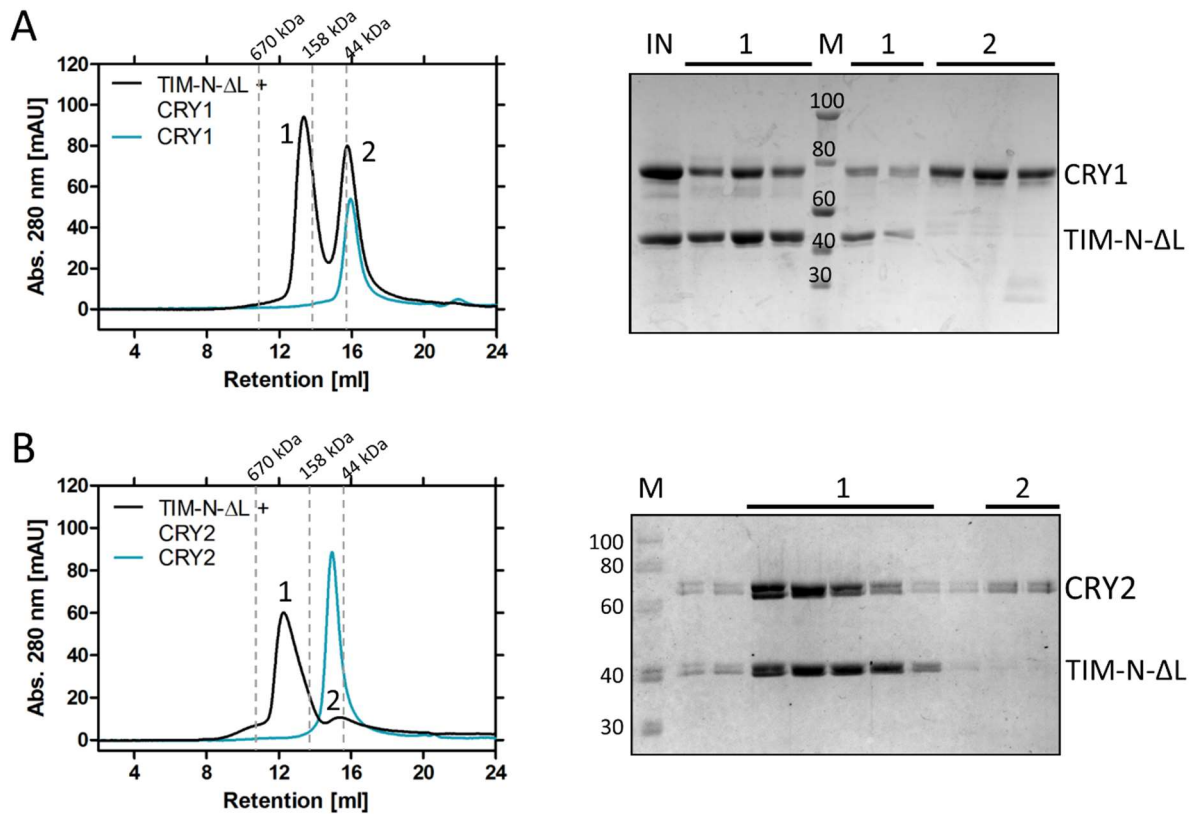 A
670 kDa
158 kDa
44 kDa
120
100
80
60
40
20
0
Abs. 280 nm [mAU]
TIM-N-ΔL +
CRY1
CRY1
1
2
4
8
12
16
20
24
Retention [ml]
IN
1
M
1
2
100
80
60
40
30
CRY1
TIM-N-ΔL
B
670 kDa
158 kDa
44 kDa
120
100
80
60
40
20
0
Abs. 280 nm [mAU]
TIM-N-ΔL +
CRY2
CRY2
1
2
4
8
12
16
20
24
Retention [ml]
M
1
2
100
80
60
40
30
CRY2
TIM-N-ΔL